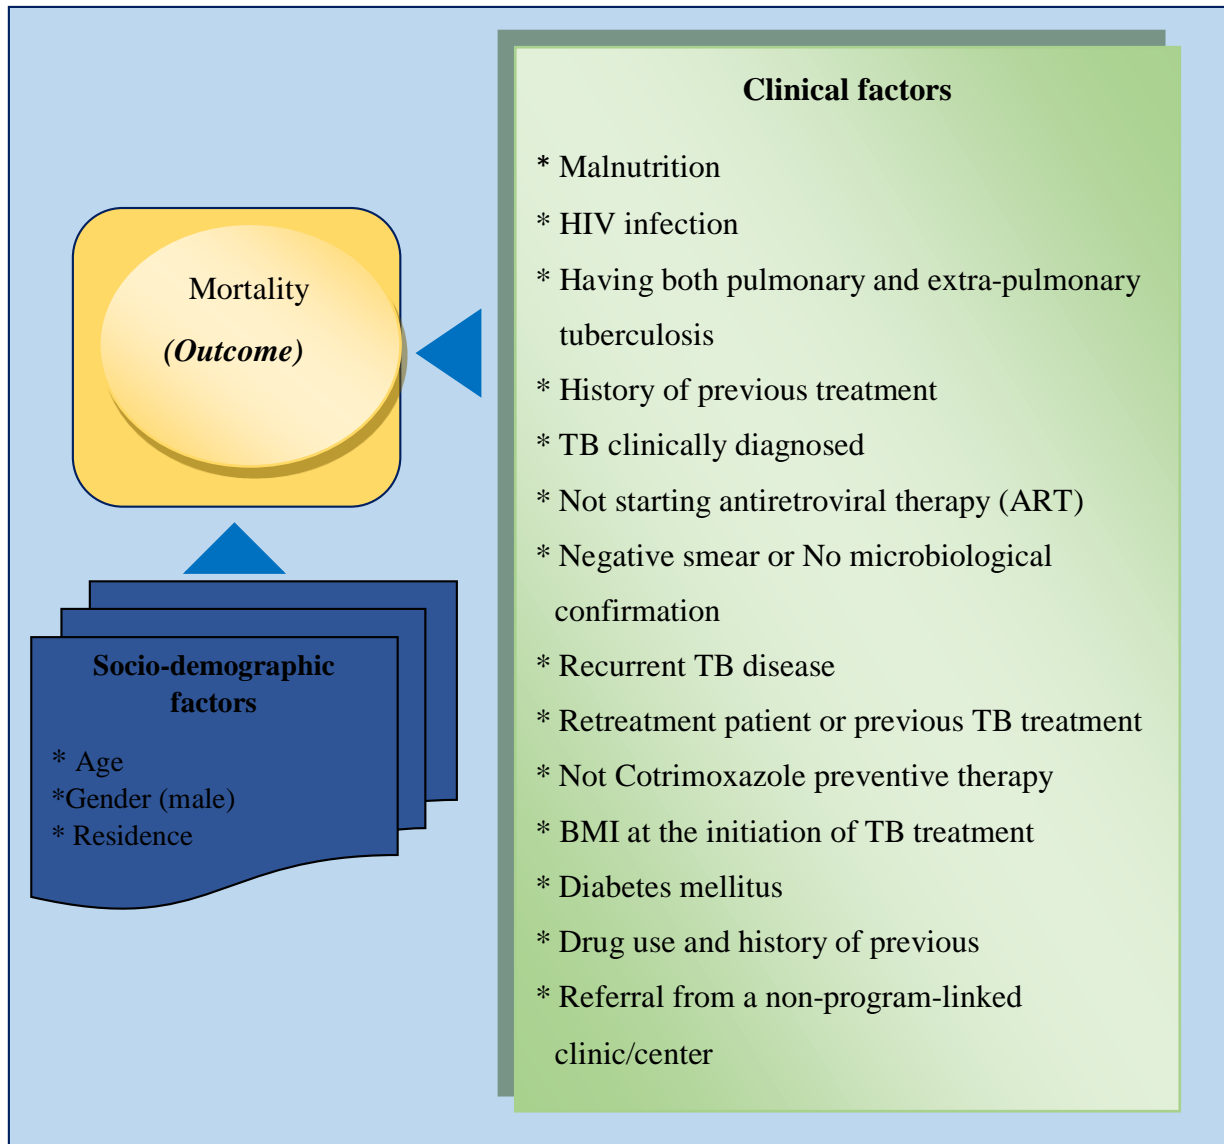 Mortality
(Outcome)
Socio-demographic
factors
* Age
*Gender (male)
* Residence
Clinical factors
* Malnutrition
* HIV infection
* Having both pulmonary and extra-pulmonary
tuberculosis
* History of previous treatment
* TB clinically diagnosed
* Not starting antiretroviral therapy (ART)
* Negative smear or No microbiological
confirmation
* Recurrent TB disease
* Retreatment patient or previous TB treatment
* Not Cotrimoxazole preventive therapy
* BMI at the initiation of TB treatment
* Diabetes mellitus
* Drug use and history of previous
* Referral from a non-program-linked
clinic/center